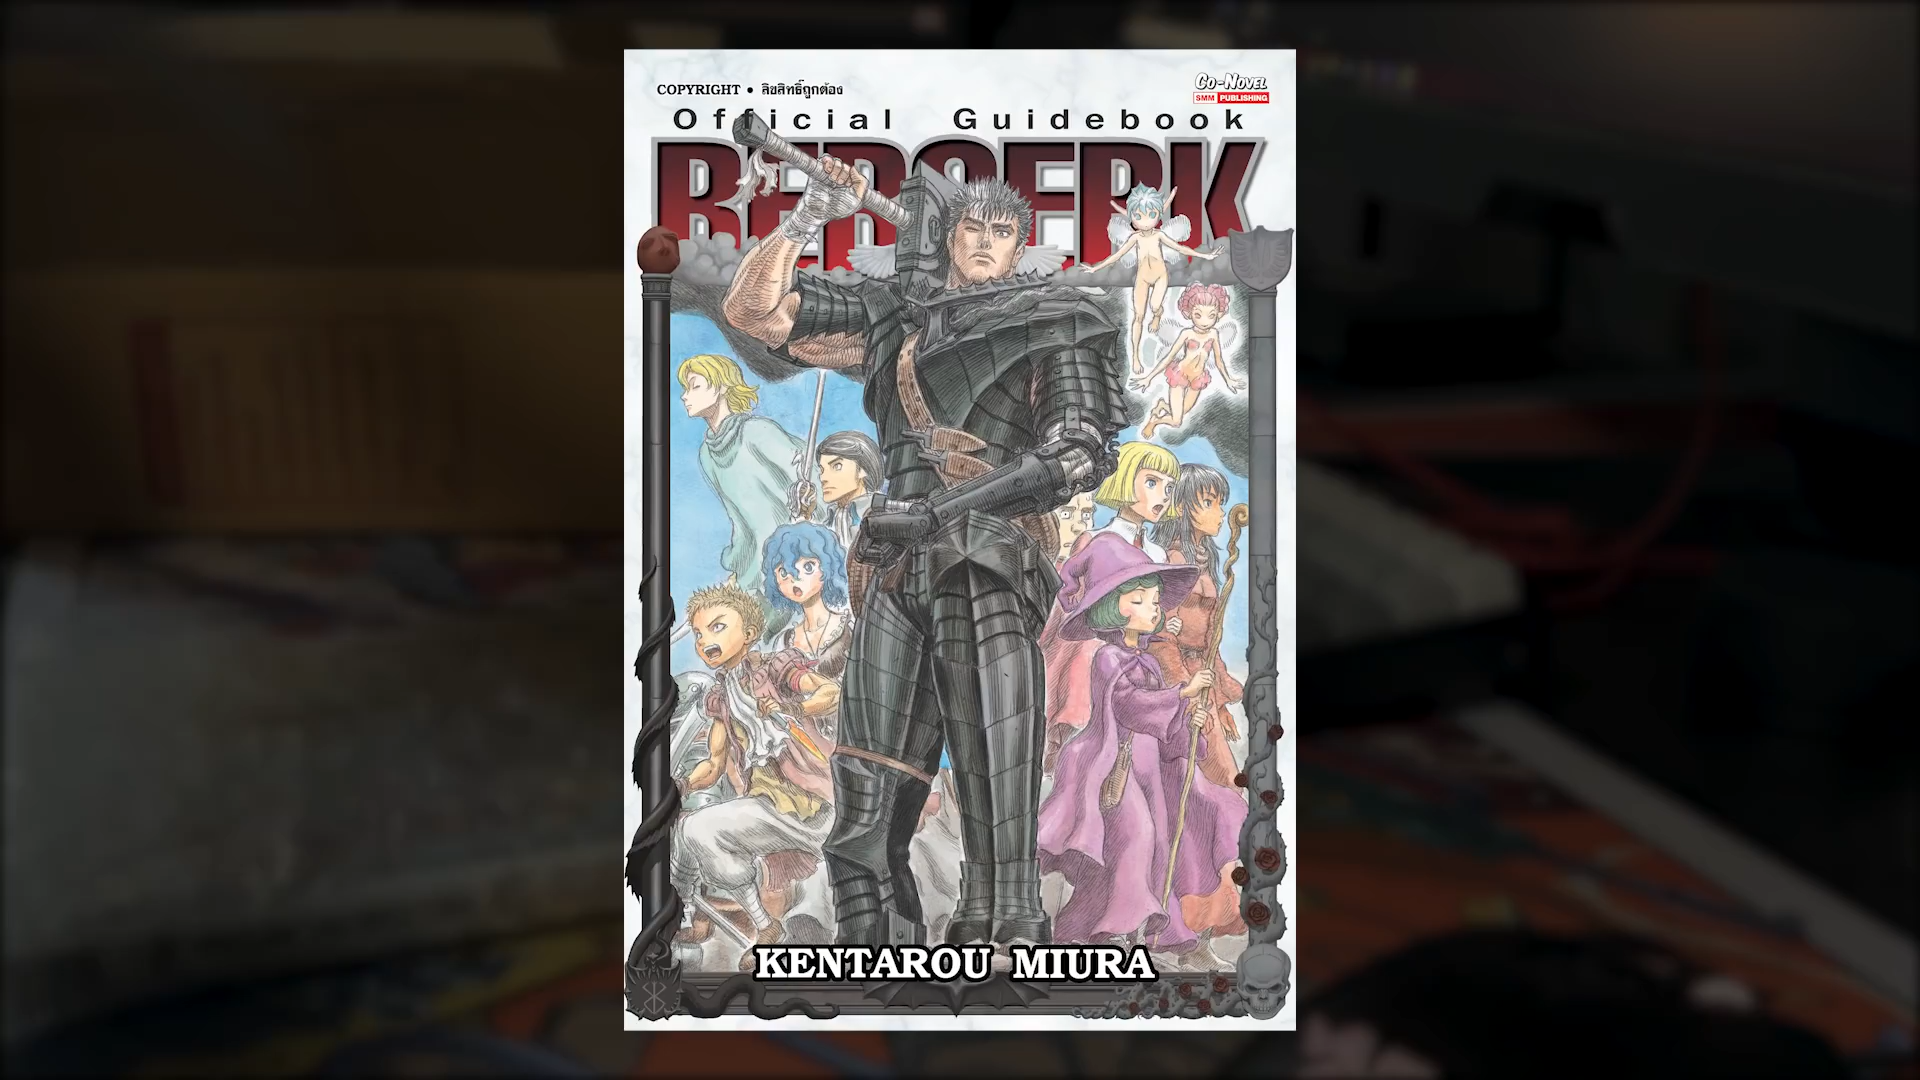 COPYRIGHT • ลิขสิทธิ์ถูกต้อง
Co-Novel
SMM PUBLISHING
Official Guidebook
BERSERK
KENTAROU MIURA